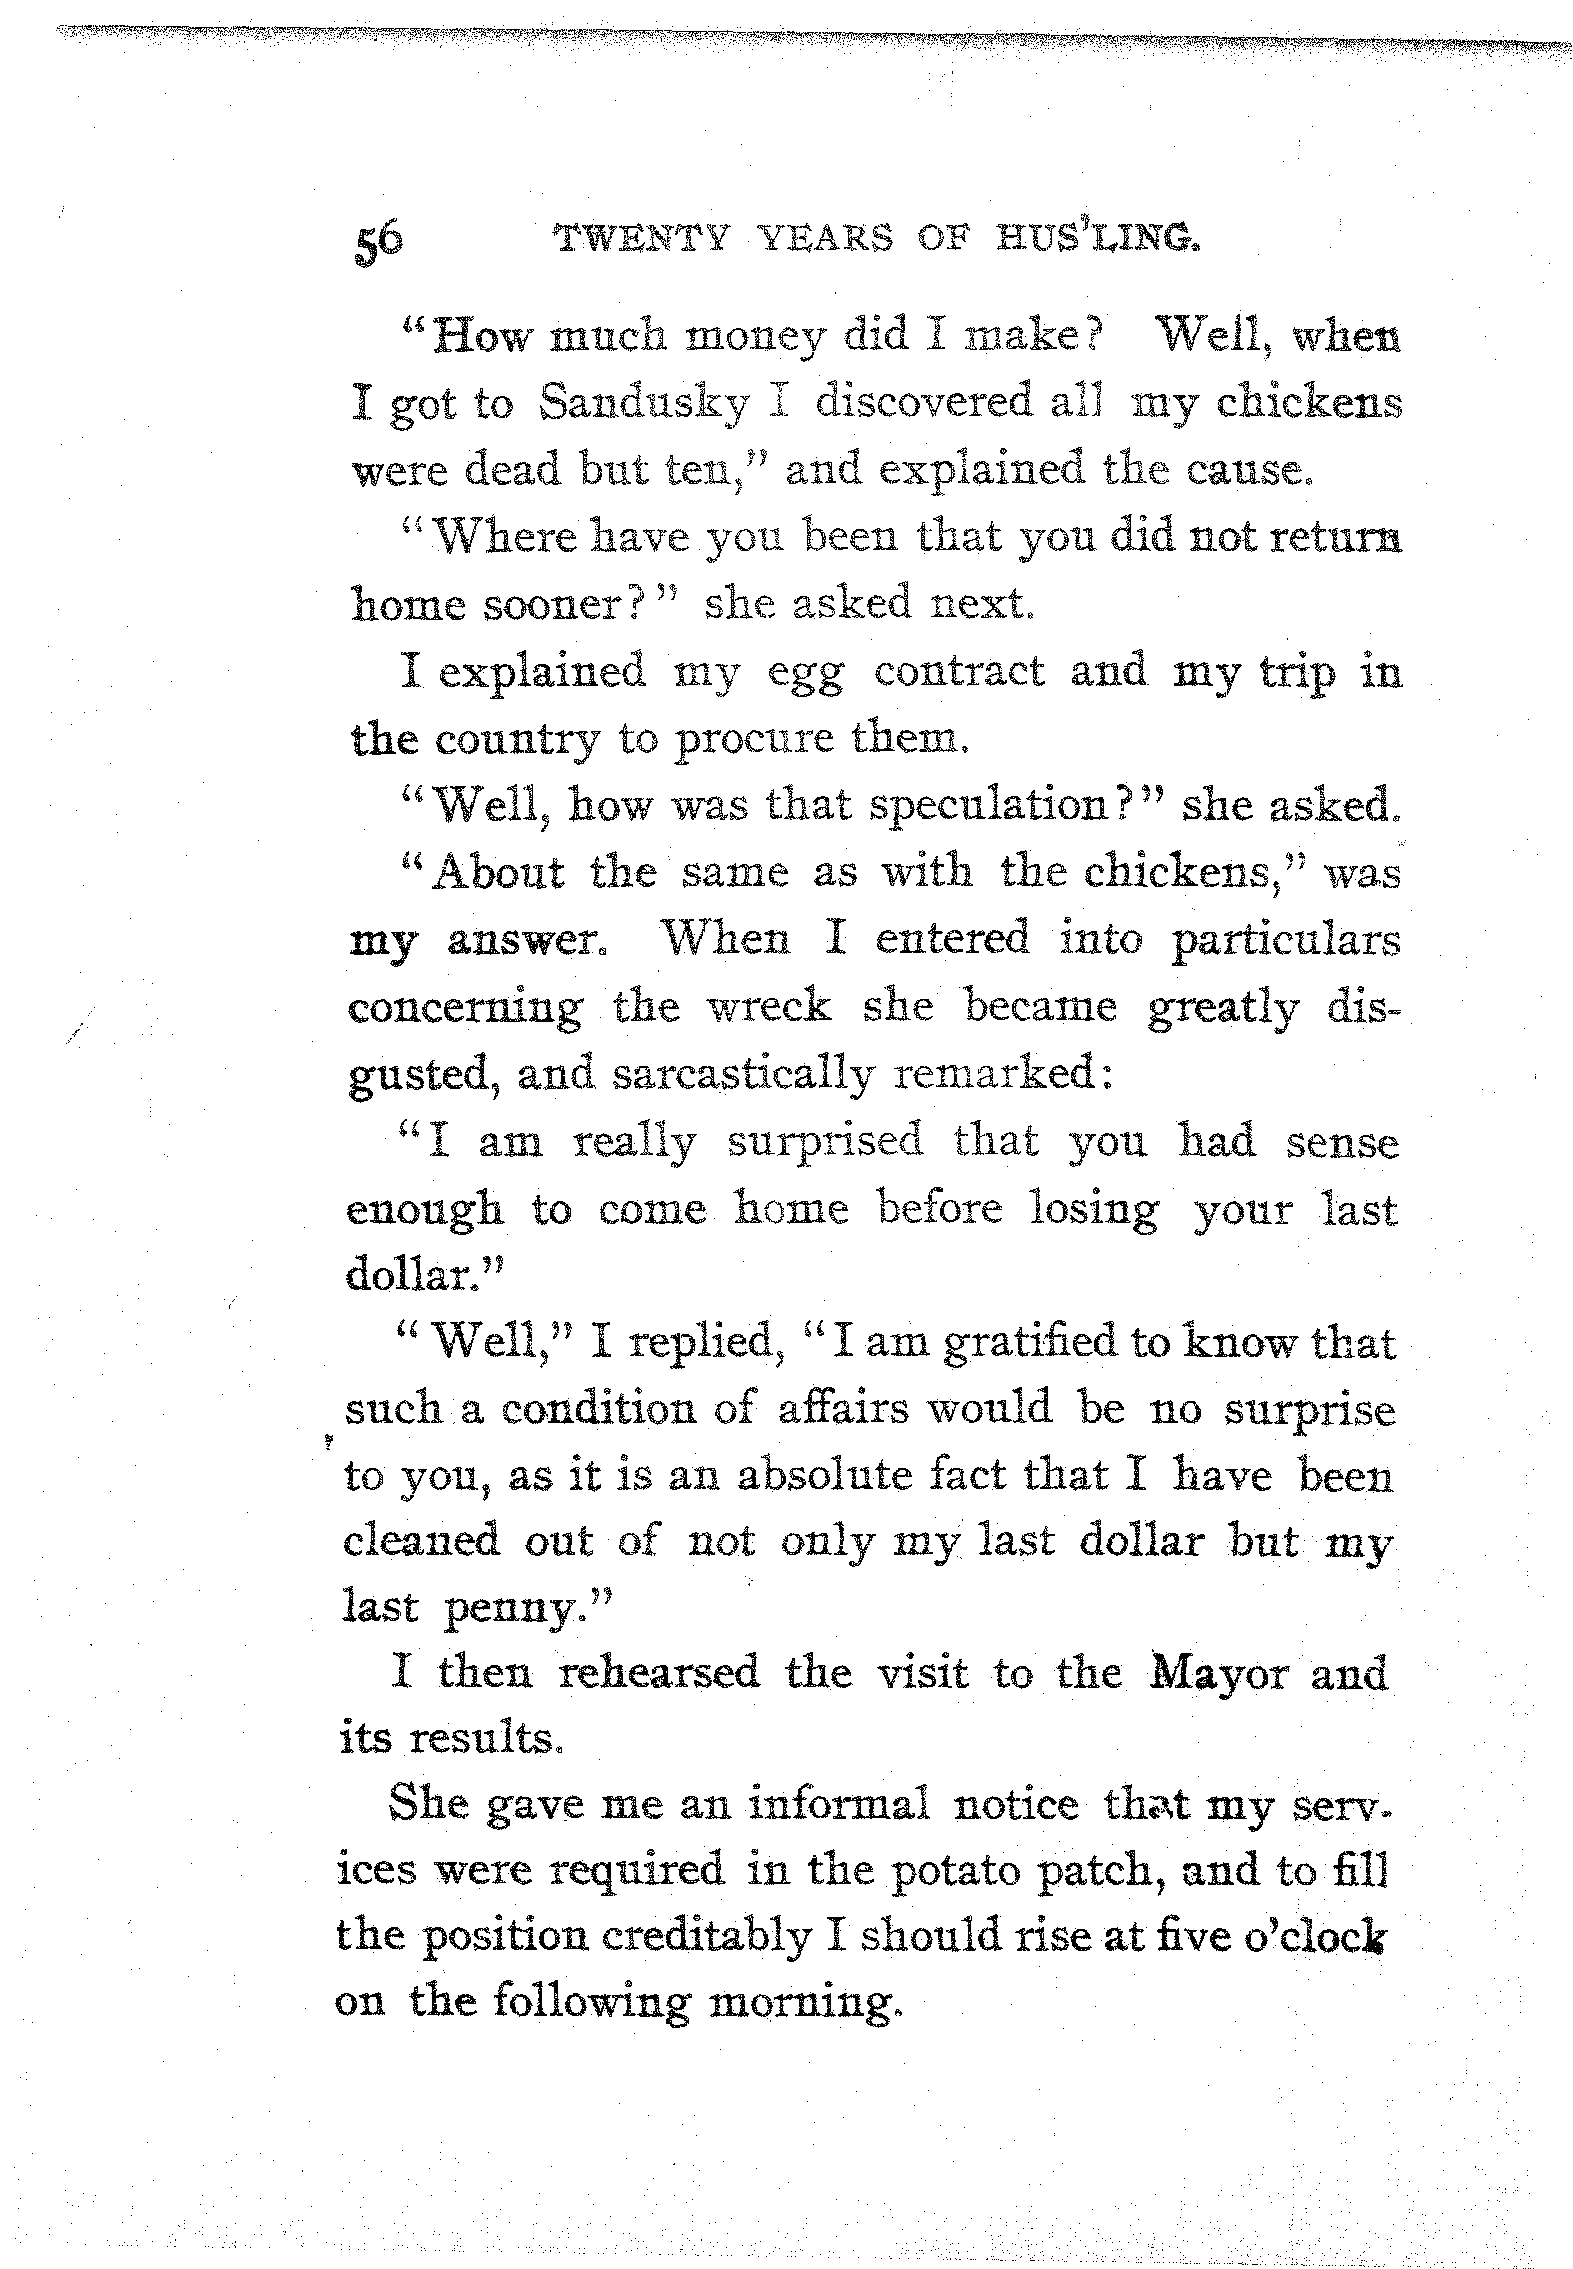 56 TWENTY YEARS OF HUS'LING.
"How much money did I make? Well, when
I got to Sandusky I discovered all my chickens
were dead but ten," and explained the cause.
"Where have you been that you did not return
home sooner?" she asked next.
I explained my egg contract and my trip in
the country to procure them.
"Well, how was that speculation?" she asked.
"About the same as with the chickens," was
my answer. When I entered into particulars
concerning the wreck she became greatly dis-
gusted, and sarcastically remarked:
"I am really surprised that you had sense
enough to come home before losing your last
dollar."
"Well," I replied, "I am gratified to know that
such a condition of affairs would be no surprise
to you, as it is an absolute fact that I have been
cleaned out of not only my last dollar but my
last penny."
I then rehearsed the visit to the Mayor and
its results.
She gave me an informal notice that my serv-
ices were required in the potato patch, and to fill
the position creditably I should rise at five o'clock
on the following morning.